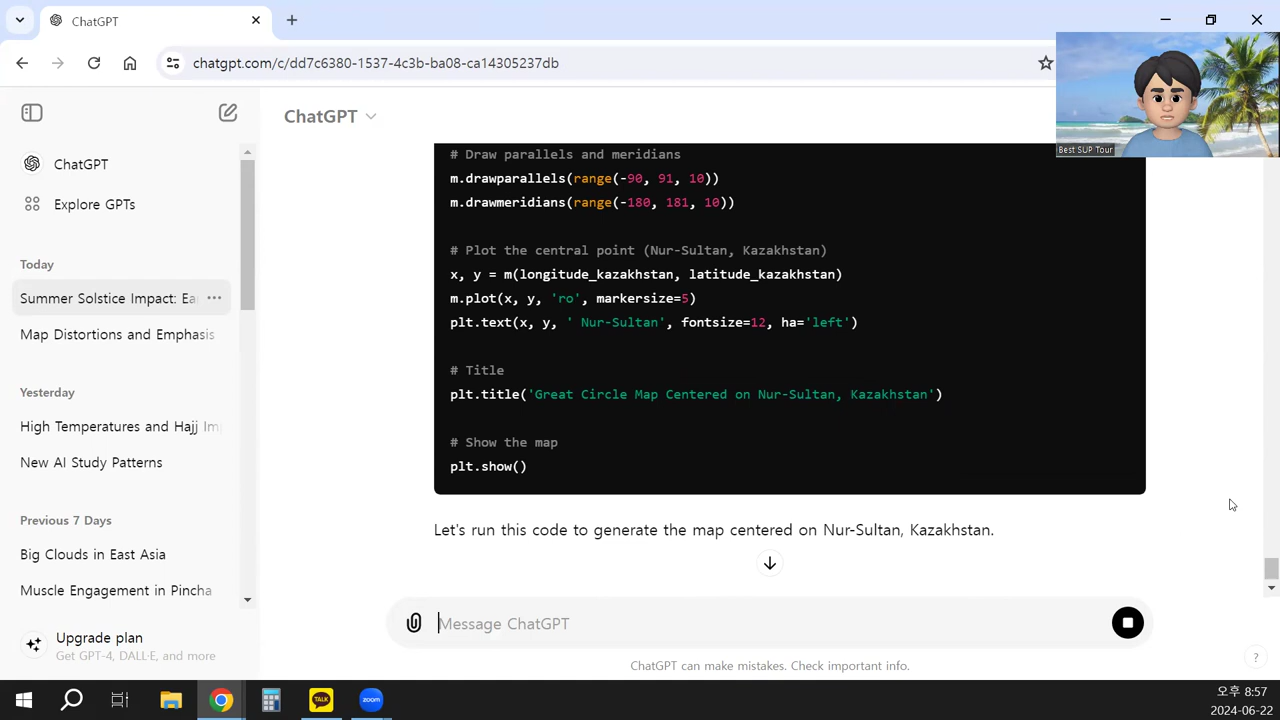 ChatGPT
chatgpt.com/c/dd7c6380-1537-4c3b-ba08-ca14305237db
Best SUP Tour
ChatGPT
Explore GPTs
Today
Summer Solstice Impact: Ea
Map Distortions and Emphasis
Yesterday
High Temperatures and Hajj Im
New AI Study Patterns
Previous 7 Days
Big Clouds in East Asia
Muscle Engagement in Pincha
Upgrade plan
Get GPT-4, DALL·E, and more
ChatGPT
# Draw parallels and meridians
m.drawparallels(range(-90, 91, 10))
m.drawmeridians(range(-180, 181, 10))
# Plot the central point (Nur-Sultan, Kazakhstan)
x, y = m(longitude_kazakhstan, latitude_kazakhstan)
m.plot(x, y, 'ro', markersize=5)
plt.text(x, y, ' Nur-Sultan', fontsize=12, ha='left')
# Title
plt.title('Great Circle Map Centered on Nur-Sultan, Kazakhstan')
# Show the map
plt.show()
Let's run this code to generate the map centered on Nur-Sultan, Kazakhstan.
Message ChatGPT
ChatGPT can make mistakes. Check important info.
?
TALK
zoom
오후 8:57
2024-06-22